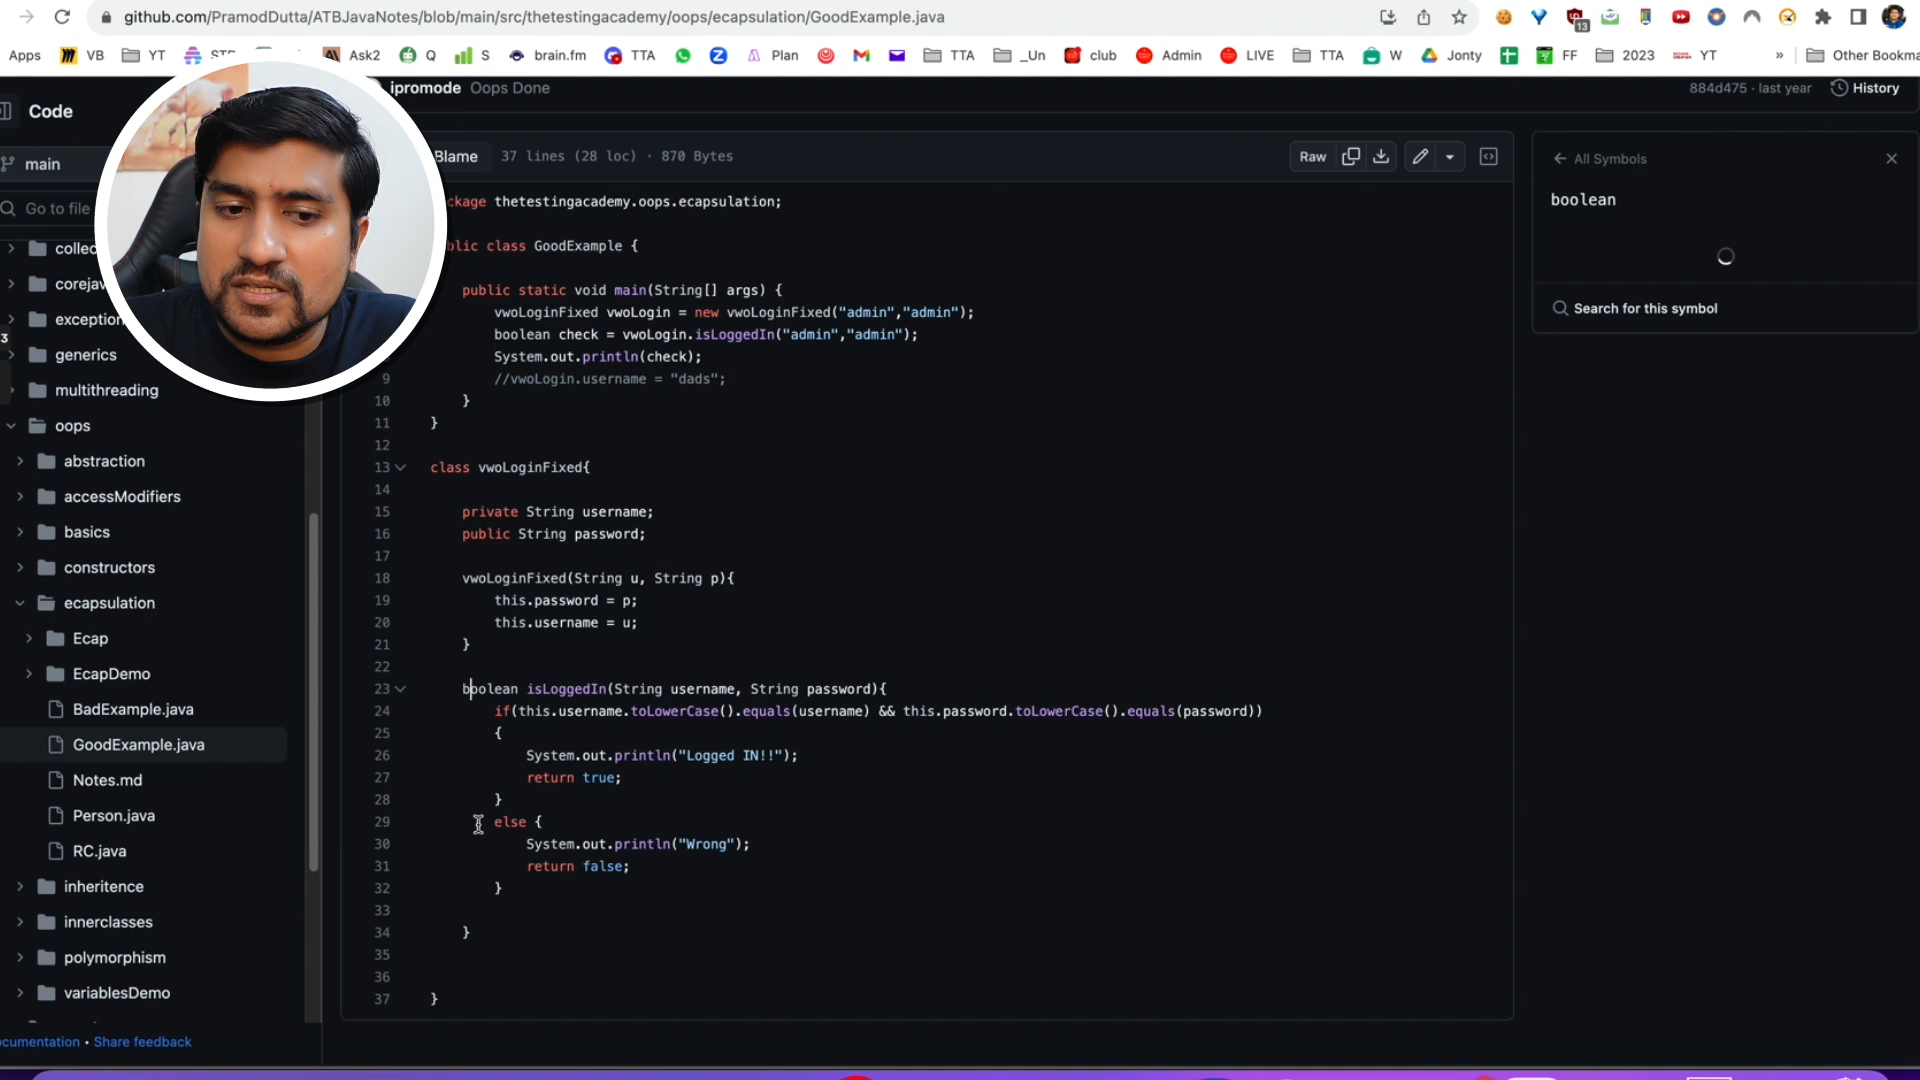 github.com/PramodDutta/ATBJavaNotes/blob/main/src/thetestingacademy/oops/ecapsulation/GoodExample.java
13
Apps VB YT Ask2 Q S brain.fm TTA Plan TTA _Un club Admin LIVE TTA W Jonty FF 2023 YT » Other Bookma
Code
ipromode Oops Done
884d475 · last year History
main
Blame 37 lines (28 loc) · 870 Bytes
Raw
All Symbols
boolean
Search for this symbol
Go to file
collec
corejav
exception
generics
multithreading
oops
abstraction
accessModifiers
basics
constructors
ecapsulation
Ecap
EcapDemo
BadExample.java
GoodExample.java
Notes.md
Person.java
RC.java
inheritence
innerclasses
polymorphism
variablesDemo
ocumentation • Share feedback
ckage thetestingacademy.oops.ecapsulation;
blic class GoodExample {
public static void main(String[] args) {
vwoLoginFixed vwoLogin = new vwoLoginFixed("admin","admin");
boolean check = vwoLogin.isLoggedIn("admin","admin");
System.out.println(check);
9 //vwoLogin.username = "dads";
10 }
11 }
12
13 class vwoLoginFixed{
14
15 private String username;
16 public String password;
17
18 vwoLoginFixed(String u, String p){
19 this.password = p;
20 this.username = u;
21 }
22
23 boolean isLoggedIn(String username, String password){
24 if(this.username.toLowerCase().equals(username) && this.password.toLowerCase().equals(password))
25 {
26 System.out.println("Logged IN!!");
27 return true;
28 }
29 else {
30 System.out.println("Wrong");
31 return false;
32 }
33
34 }
35
36
37 }